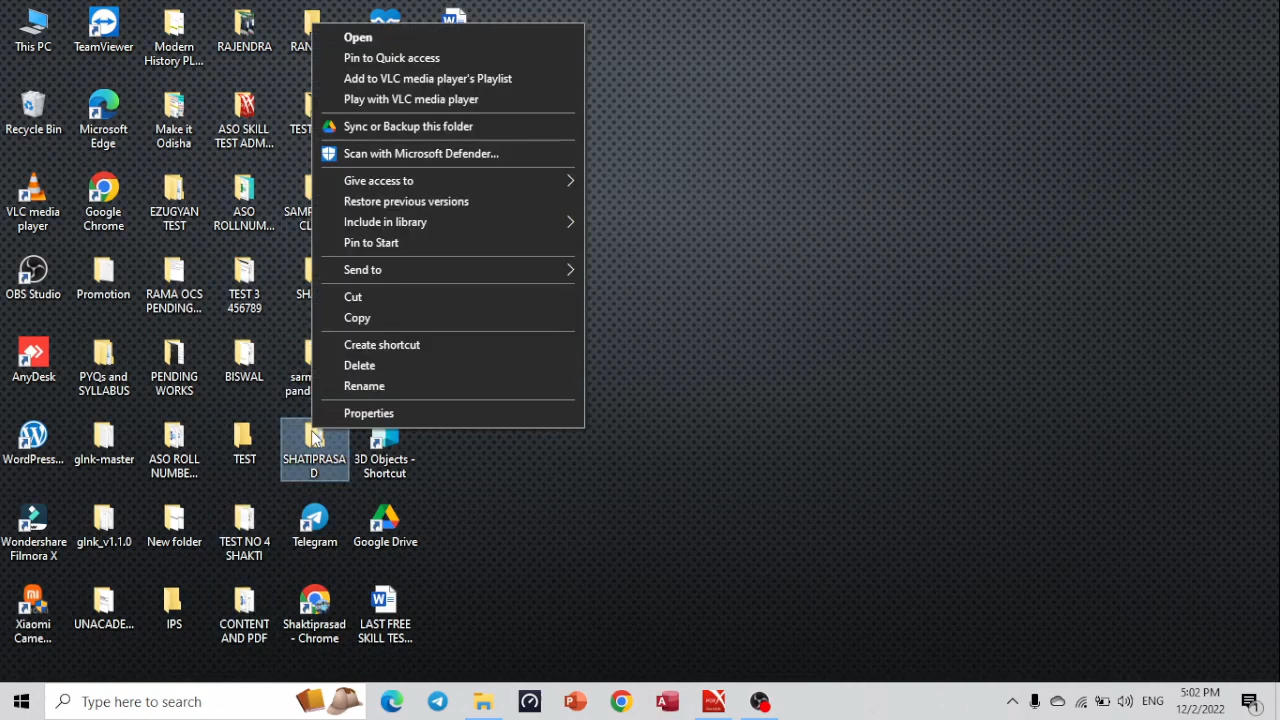 This PC
TeamViewer
Modern
History PL...
RAJENDRA
RAN
Recycle Bin
Microsoft
Edge
Make it
Odisha
ASO SKILL
TEST ADM...
TEST
VLC media
player
Google
Chrome
EZUGYAN
TEST
ASO
ROLLNUM...
SAMP
CL
OBS Studio
Promotion
RAMA OCS
PENDING...
TEST 3
456789
SH
AnyDesk
PYQs and
SYLLABUS
PENDING
WORKS
BISWAL
sarm
pand
WordPress...
gInk-master
ASO ROLL
NUMBE...
TEST
SHATIPRASA
D
3D Objects -
Shortcut
Wondershare
Filmora X
gInk_v1.1.0
New folder
TEST NO 4
SHAKTI
Telegram
Google Drive
Xiaomi
Came...
UNACADE...
IPS
CONTENT
AND PDF
Shaktiprasad
- Chrome
LAST FREE
SKILL TES...
Open
Pin to Quick access
Add to VLC media player's Playlist
Play with VLC media player
Sync or Backup this folder
Scan with Microsoft Defender...
Give access to
Restore previous versions
Include in library
Pin to Start
Send to
Cut
Copy
Create shortcut
Delete
Rename
Properties
Type here to search
ENG
5:02 PM
12/2/2022